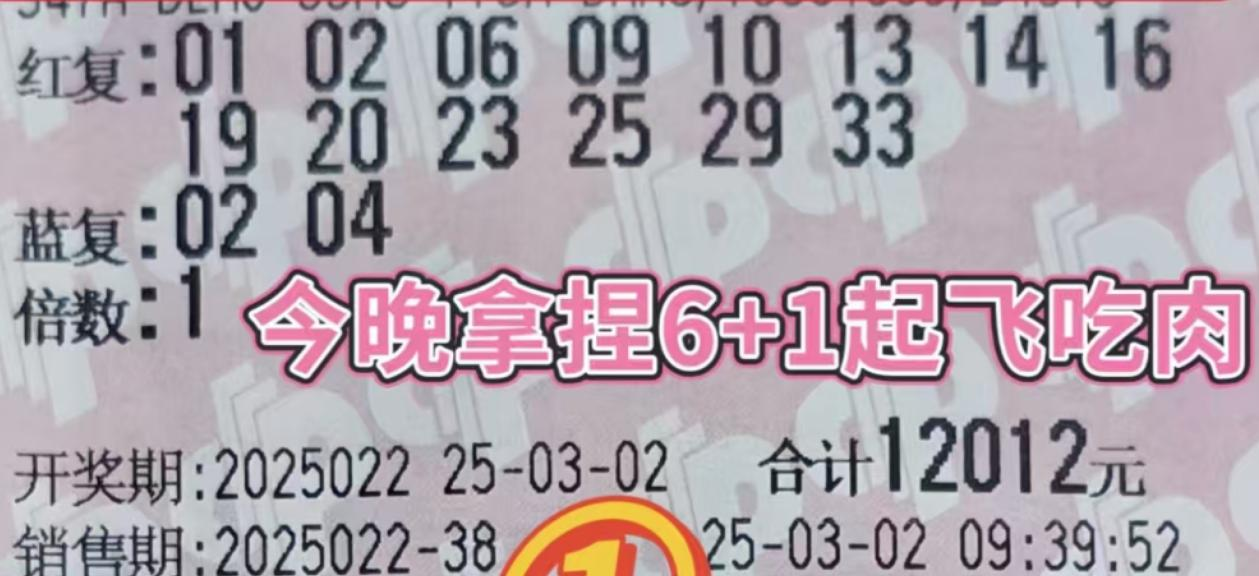 红复:01 02 06 09 10 13 14 16
19 20 23 25 29 33
蓝复:02 04
倍数:1
今晚拿捏6+1起飞吃肉
开奖期:2025022 25-03-02 合计12012元
销售期:2025022-38 25-03-02 09:39:52
1